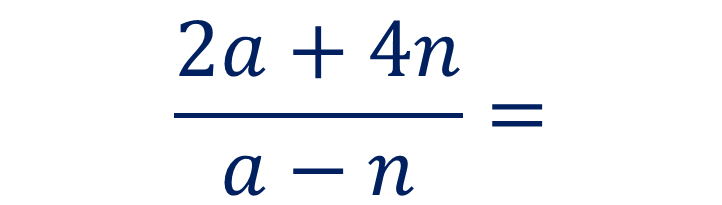 2a + 4n
a − n
=